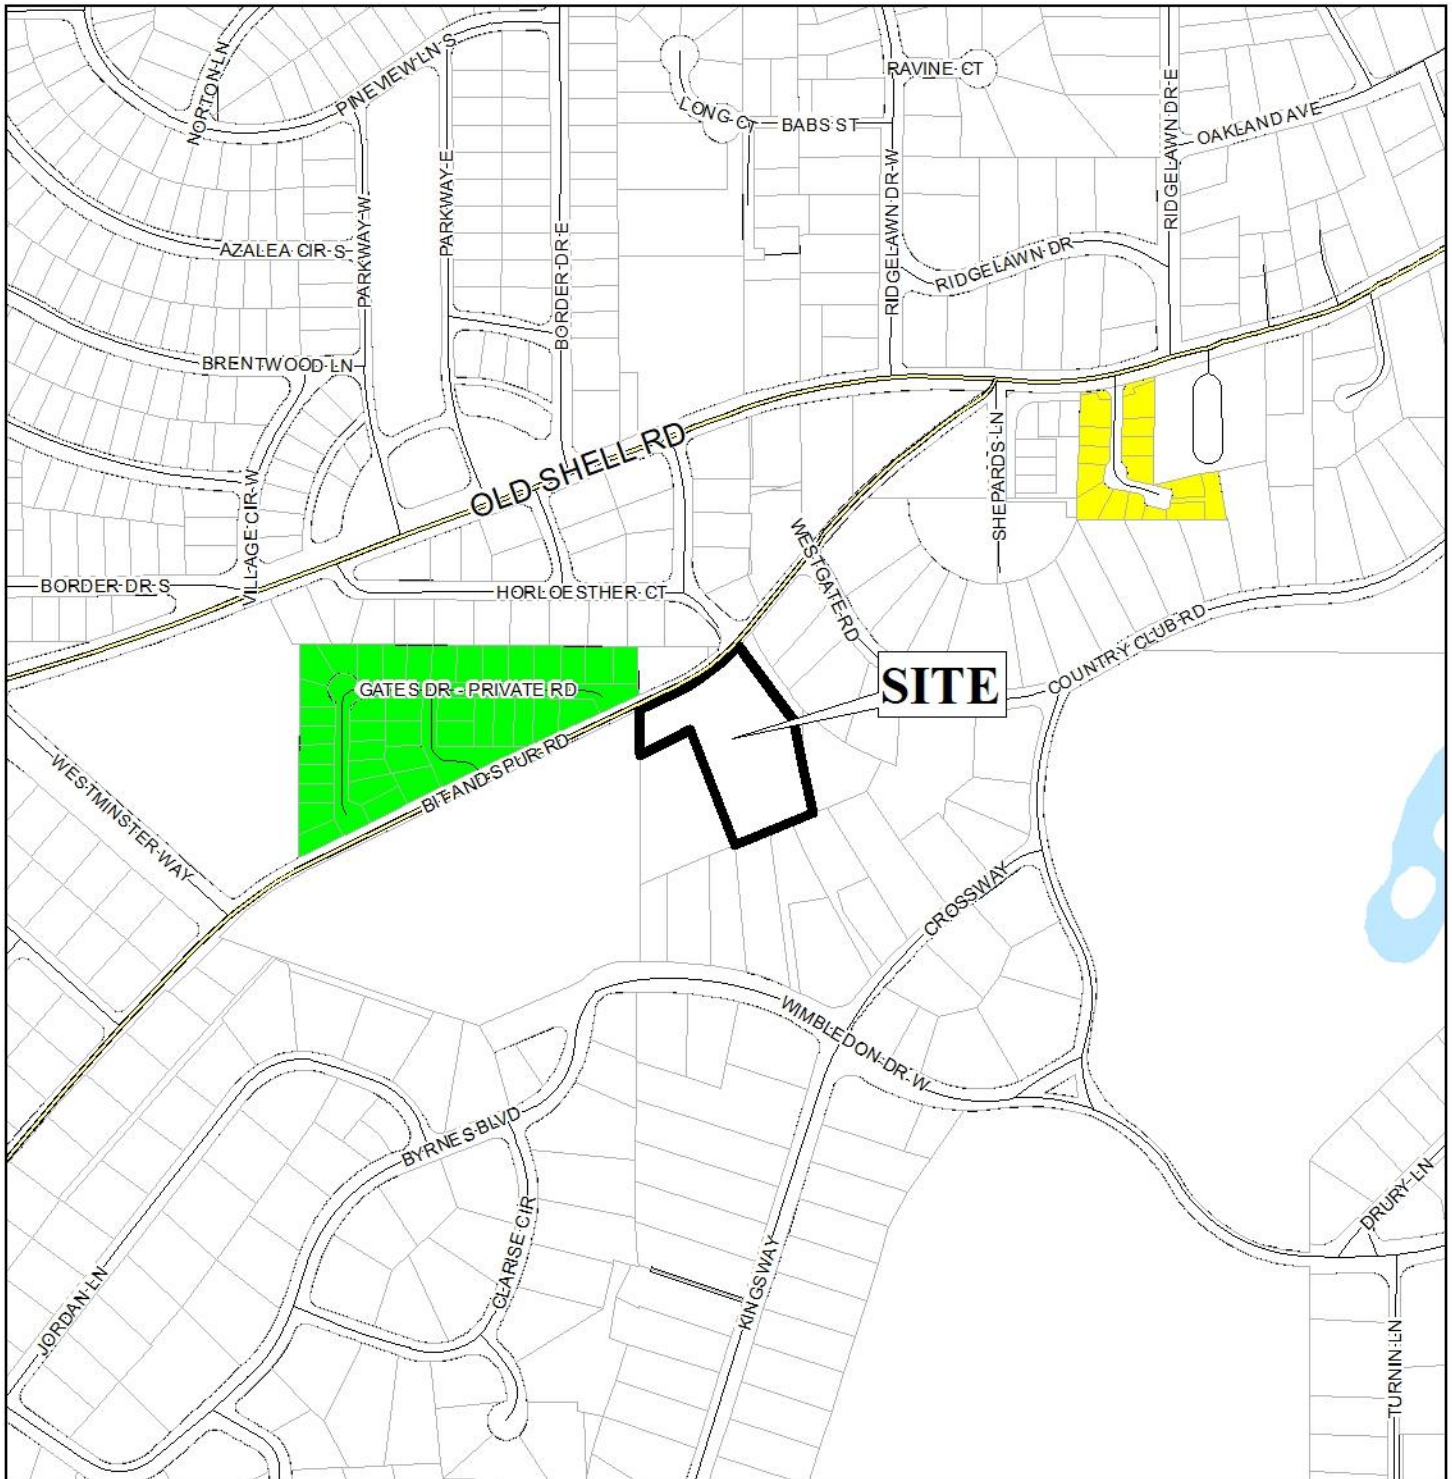 NORTON LN
PINEVIEW LN S
RAVINE CT
LONG CT
BABS ST
RIDGELAWN DR E
OAKLAND AVE
PARKWAY E
RIDGELAWN DR W
PARKWAY W
AZALEA CIR S
BORDER DR E
RIDGELAWN DR
BRENTWOOD LN
OLD SHELL RD
SHEPARDS LN
VILLAGE CIR W
WESTGATE RD
BORDER DR S
HORLOESTHER CT
COUNTRY CLUB RD
SITE
GATES DR - PRIVATE RD
BIT AND SPUR RD
WESTMINSTER WAY
CROSSWAY
WIMBLEDON DR W
BYRNES BLVD
CLARISE CIR
DRURY LN
KINGSWAY
JORDAN LN
TURNIN LN